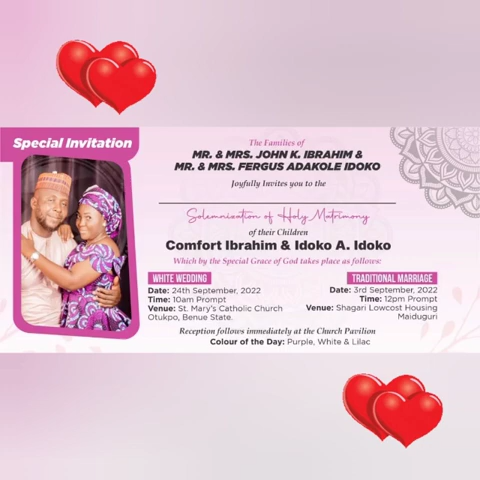 Special Invitation
The Families of
MR. & MRS. JOHN K. IBRAHIM &
MR. & MRS. FERGUS ADAKOLE IDOKO
Joyfully Invites you to the
Solemnization of Holy Matrimony
of their Children
Comfort Ibrahim & Idoko A. Idoko
Which by the Special Grace of God takes place as follows:
WHITE WEDDING
Date: 24th September, 2022
Time: 10am Prompt
Venue: St. Mary's Catholic Church
Otukpo, Benue State.
TRADITIONAL MARRIAGE
Date: 3rd September, 2022
Time: 12pm Prompt
Venue: Shagari Lowcost Housing
Maiduguri
Reception follows immediately at the Church Pavilion
Colour of the Day: Purple, White & Lilac